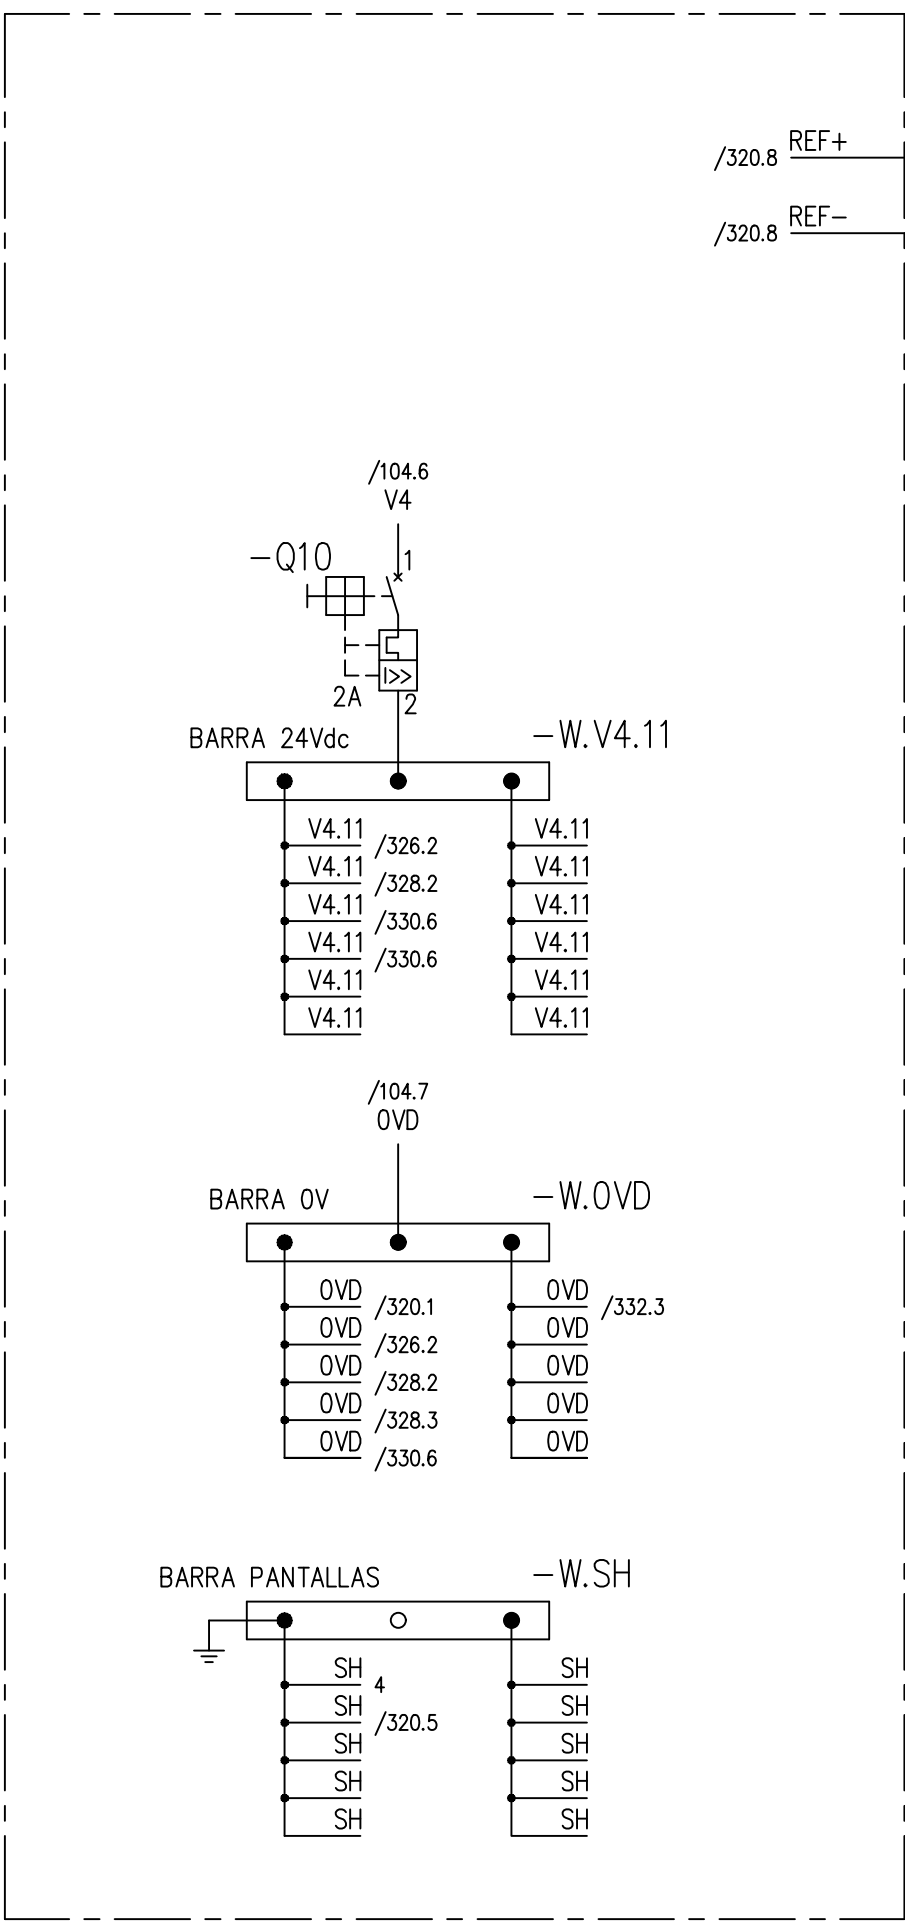 REF+
/320.8
REF-
/320.8
/104.6
V4
-Q10
1
I>>
2A
2
BARRA 24Vdc
-W.V4.11
V4.11 /326.2 V4.11
V4.11 /328.2 V4.11
V4.11 /330.6 V4.11
V4.11 /330.6 V4.11
V4.11 V4.11
V4.11 V4.11
/104.7
0VD
BARRA 0V
-W.0VD
0VD /320.1 0VD /332.3
0VD /326.2 0VD
0VD /328.2 0VD
0VD /328.3 0VD
0VD /330.6 0VD
BARRA PANTALLAS
-W.SH
SH 4 SH
SH /320.5 SH
SH SH
SH SH
SH SH